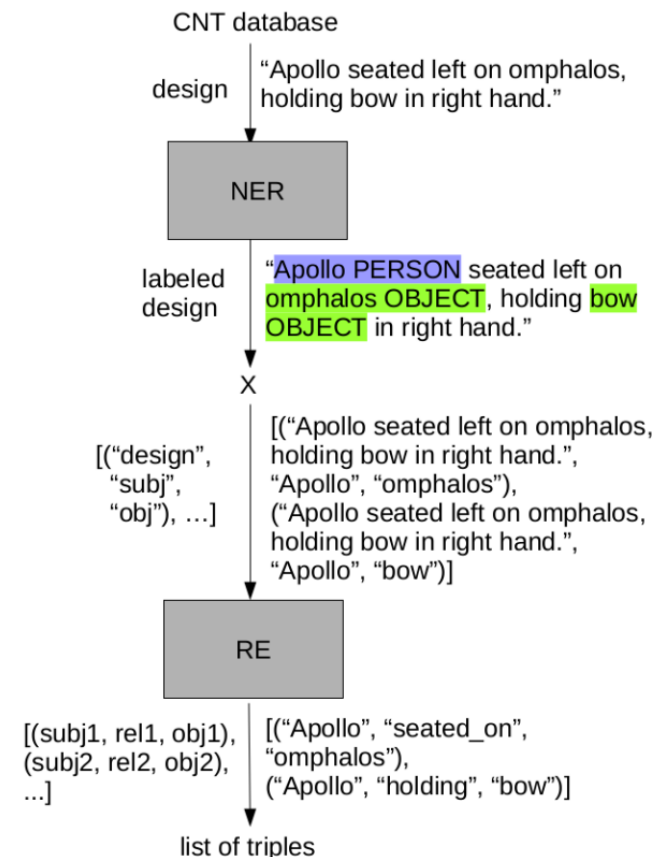 CNT database
design
“Apollo seated left on omphalos,
holding bow in right hand.”
NER
labeled
design
“Apollo PERSON seated left on
omphalos OBJECT, holding bow
OBJECT in right hand.”
X
[(“design”,
“subj”,
“obj”), ...]
[(“Apollo seated left on omphalos,
holding bow in right hand.”,
“Apollo”, “omphalos”),
(“Apollo seated left on omphalos,
holding bow in right hand.”,
“Apollo”, “bow”)]
RE
[(subj1, rel1, obj1),
(subj2, rel2, obj2),
...]
[(“Apollo”, “seated_on”,
“omphalos”),
(“Apollo”, “holding”, “bow”)]
list of triples